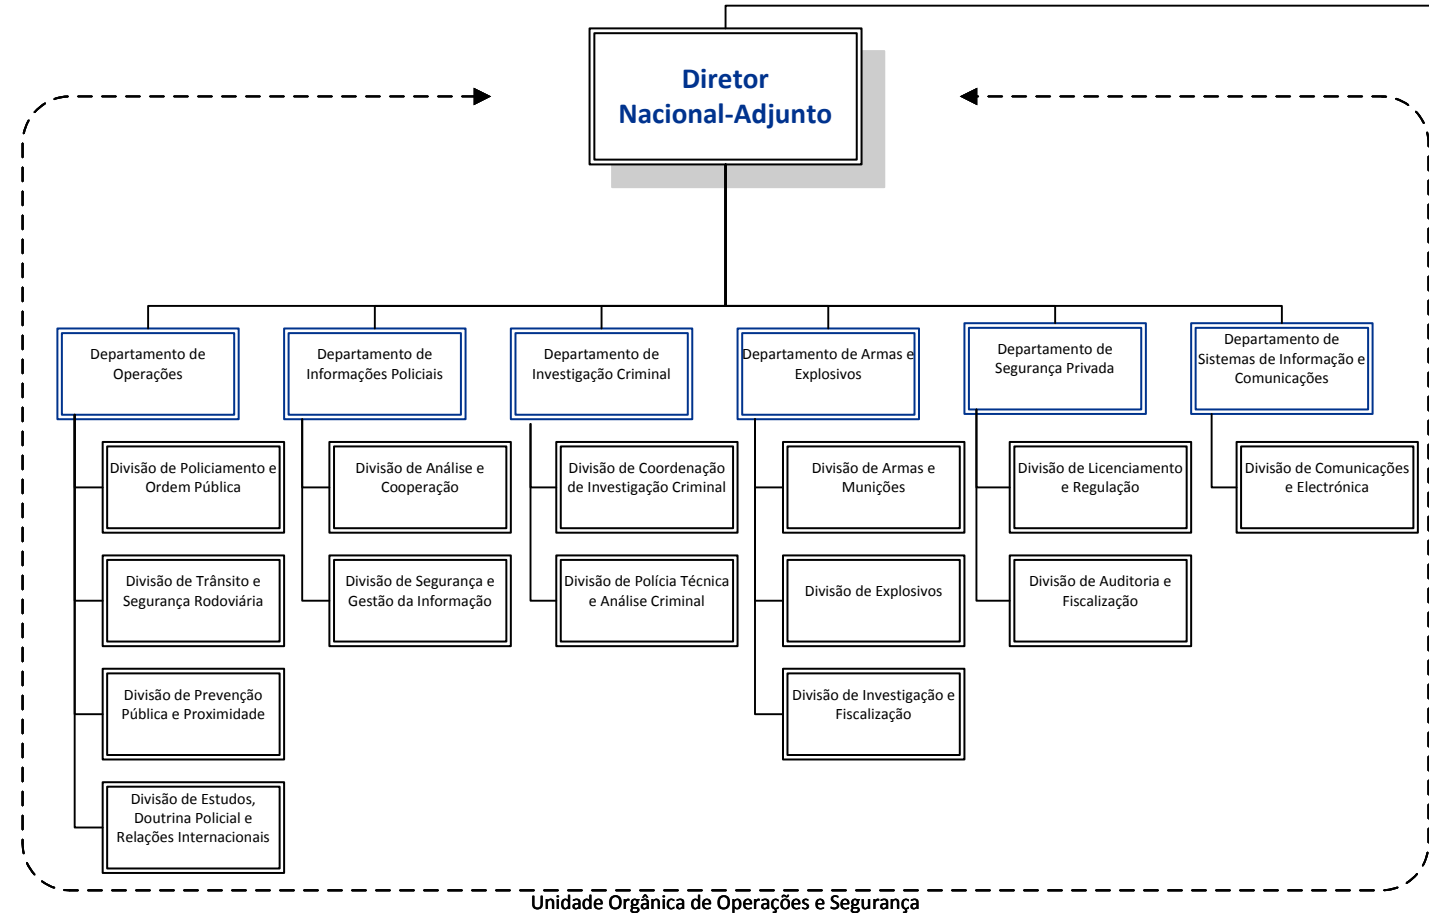 Diretor
Nacional-Adjunto
Departamento de
Operações
Departamento de
Informações Policiais
Departamento de
Investigação Criminal
Departamento de Armas e
Explosivos
Departamento de
Segurança Privada
Departamento de
Sistemas de Informação e
Comunicações
Divisão de Policiamento e
Ordem Pública
Divisão de Análise e
Cooperação
Divisão de Coordenação
de Investigação Criminal
Divisão de Armas e
Munições
Divisão de Licenciamento
e Regulação
Divisão de Comunicações
e Electrónica
Divisão de Trânsito e
Segurança Rodoviária
Divisão de Segurança e
Gestão da Informação
Divisão de Polícia Técnica
e Análise Criminal
Divisão de Explosivos
Divisão de Auditoria e
Fiscalização
Divisão de Prevenção
Pública e Proximidade
Divisão de Investigação e
Fiscalização
Divisão de Estudos,
Doutrina Policial e
Relações Internacionais
Unidade Orgânica de Operações e Segurança